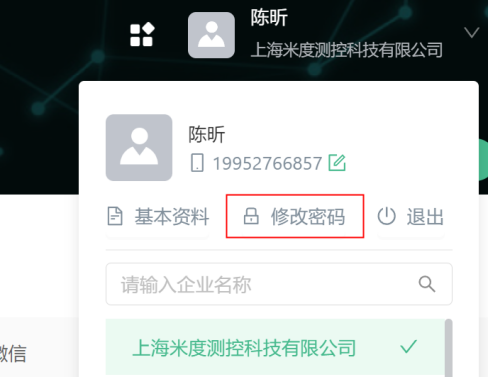 陈昕
上海米度测控科技有限公司
陈昕
19952766857
基本资料 修改密码 退出
请输入企业名称
上海米度测控科技有限公司
微信